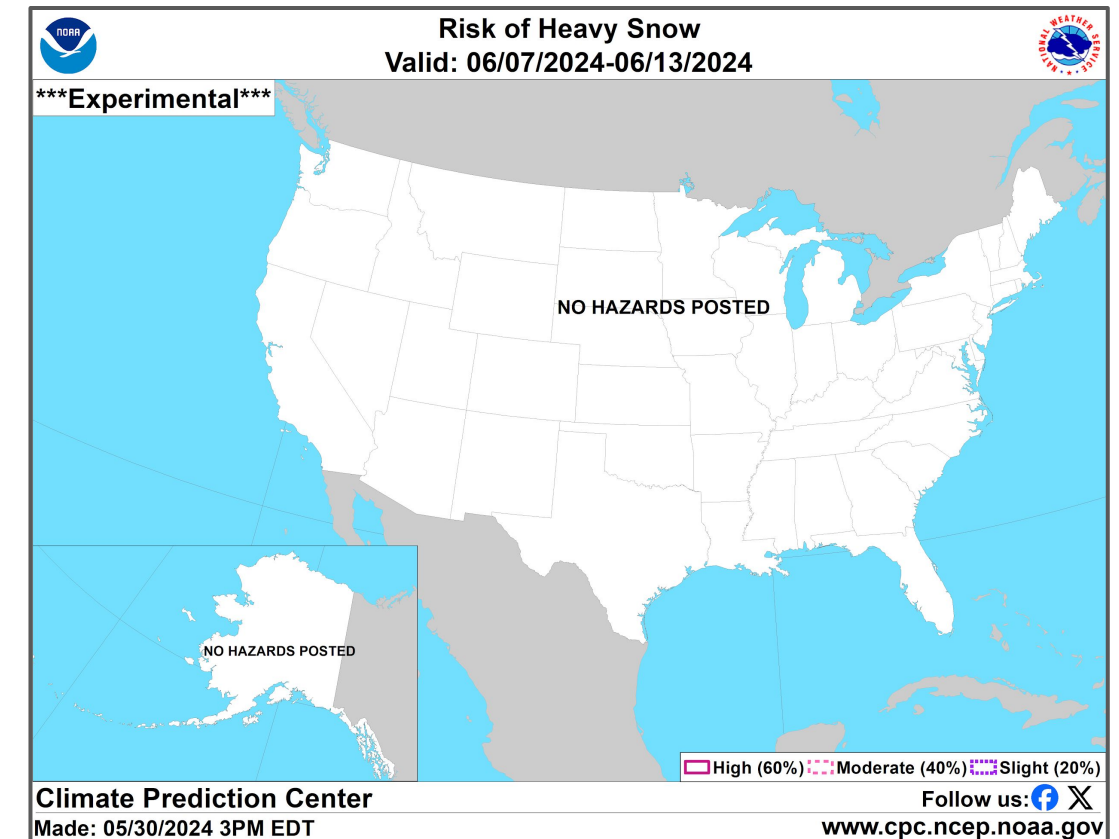 NOAA
Risk of Heavy Snow
Valid: 06/07/2024-06/13/2024
NATIONAL WEATHER SERVICE
***Experimental***
NO HAZARDS POSTED
NO HAZARDS POSTED
High (60%) Moderate (40%) Slight (20%)
Climate Prediction Center
Follow us:
Made: 05/30/2024 3PM EDT
www.cpc.ncep.noaa.gov